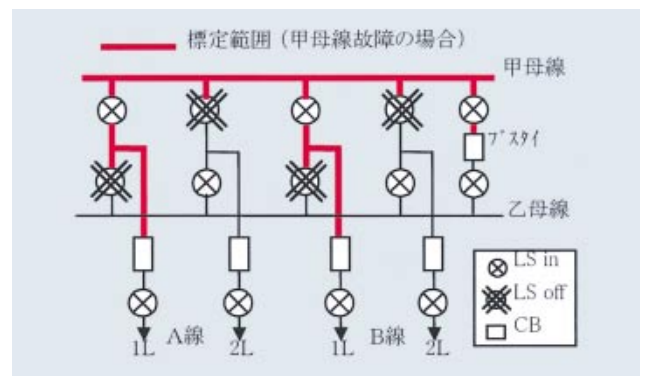 標定範囲（甲母線故障の場合）
甲母線
ﾌﾞｽﾀｲ
乙母線
LS in
LS off
CB
A線
B線
1L
2L
1L
2L